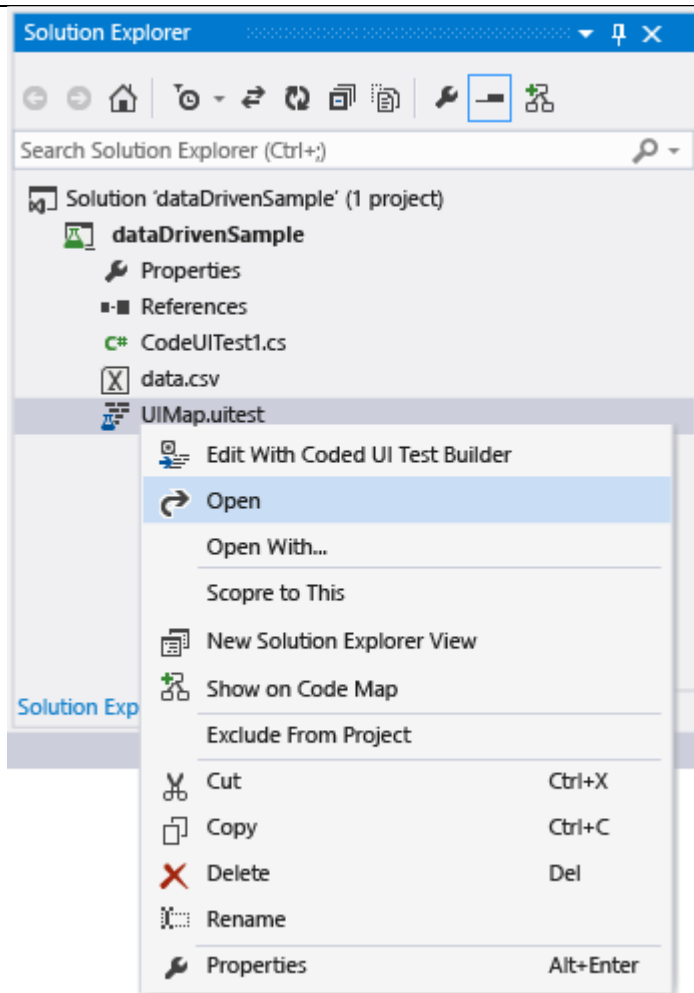 Solution Explorer
Search Solution Explorer (Ctrl+;)
Solution 'dataDrivenSample' (1 project)
dataDrivenSample
Properties
References
C# CodeUITest1.cs
data.csv
UIMap.uitest
Edit With Coded UI Test Builder
Open
Open With...
Scopre to This
New Solution Explorer View
Show on Code Map
Solution Exp
Exclude From Project
Cut Ctrl+X
Copy Ctrl+C
Delete Del
Rename
Properties Alt+Enter